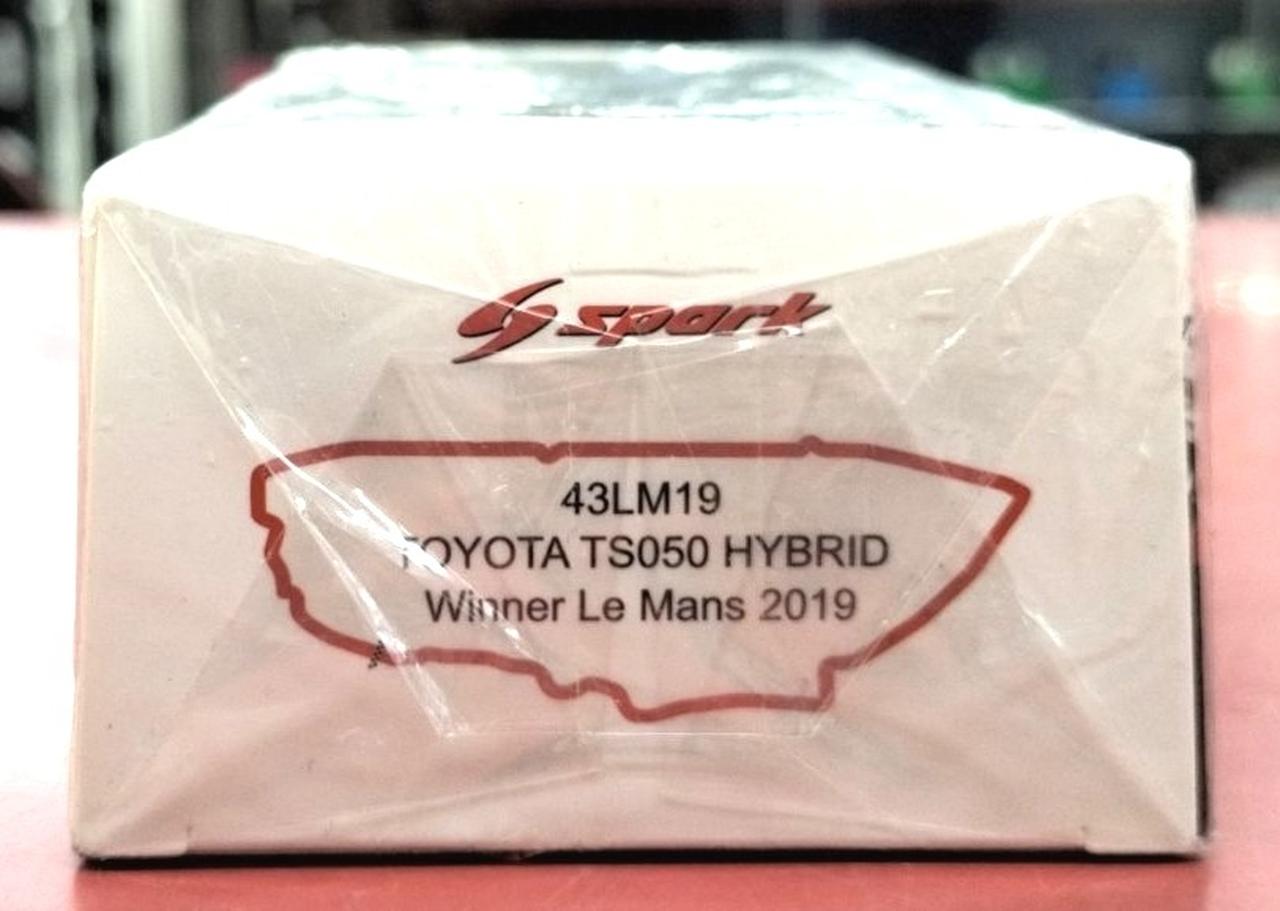 spark
43LM19
TOYOTA TS050 HYBRID
Winner Le Mans 2019